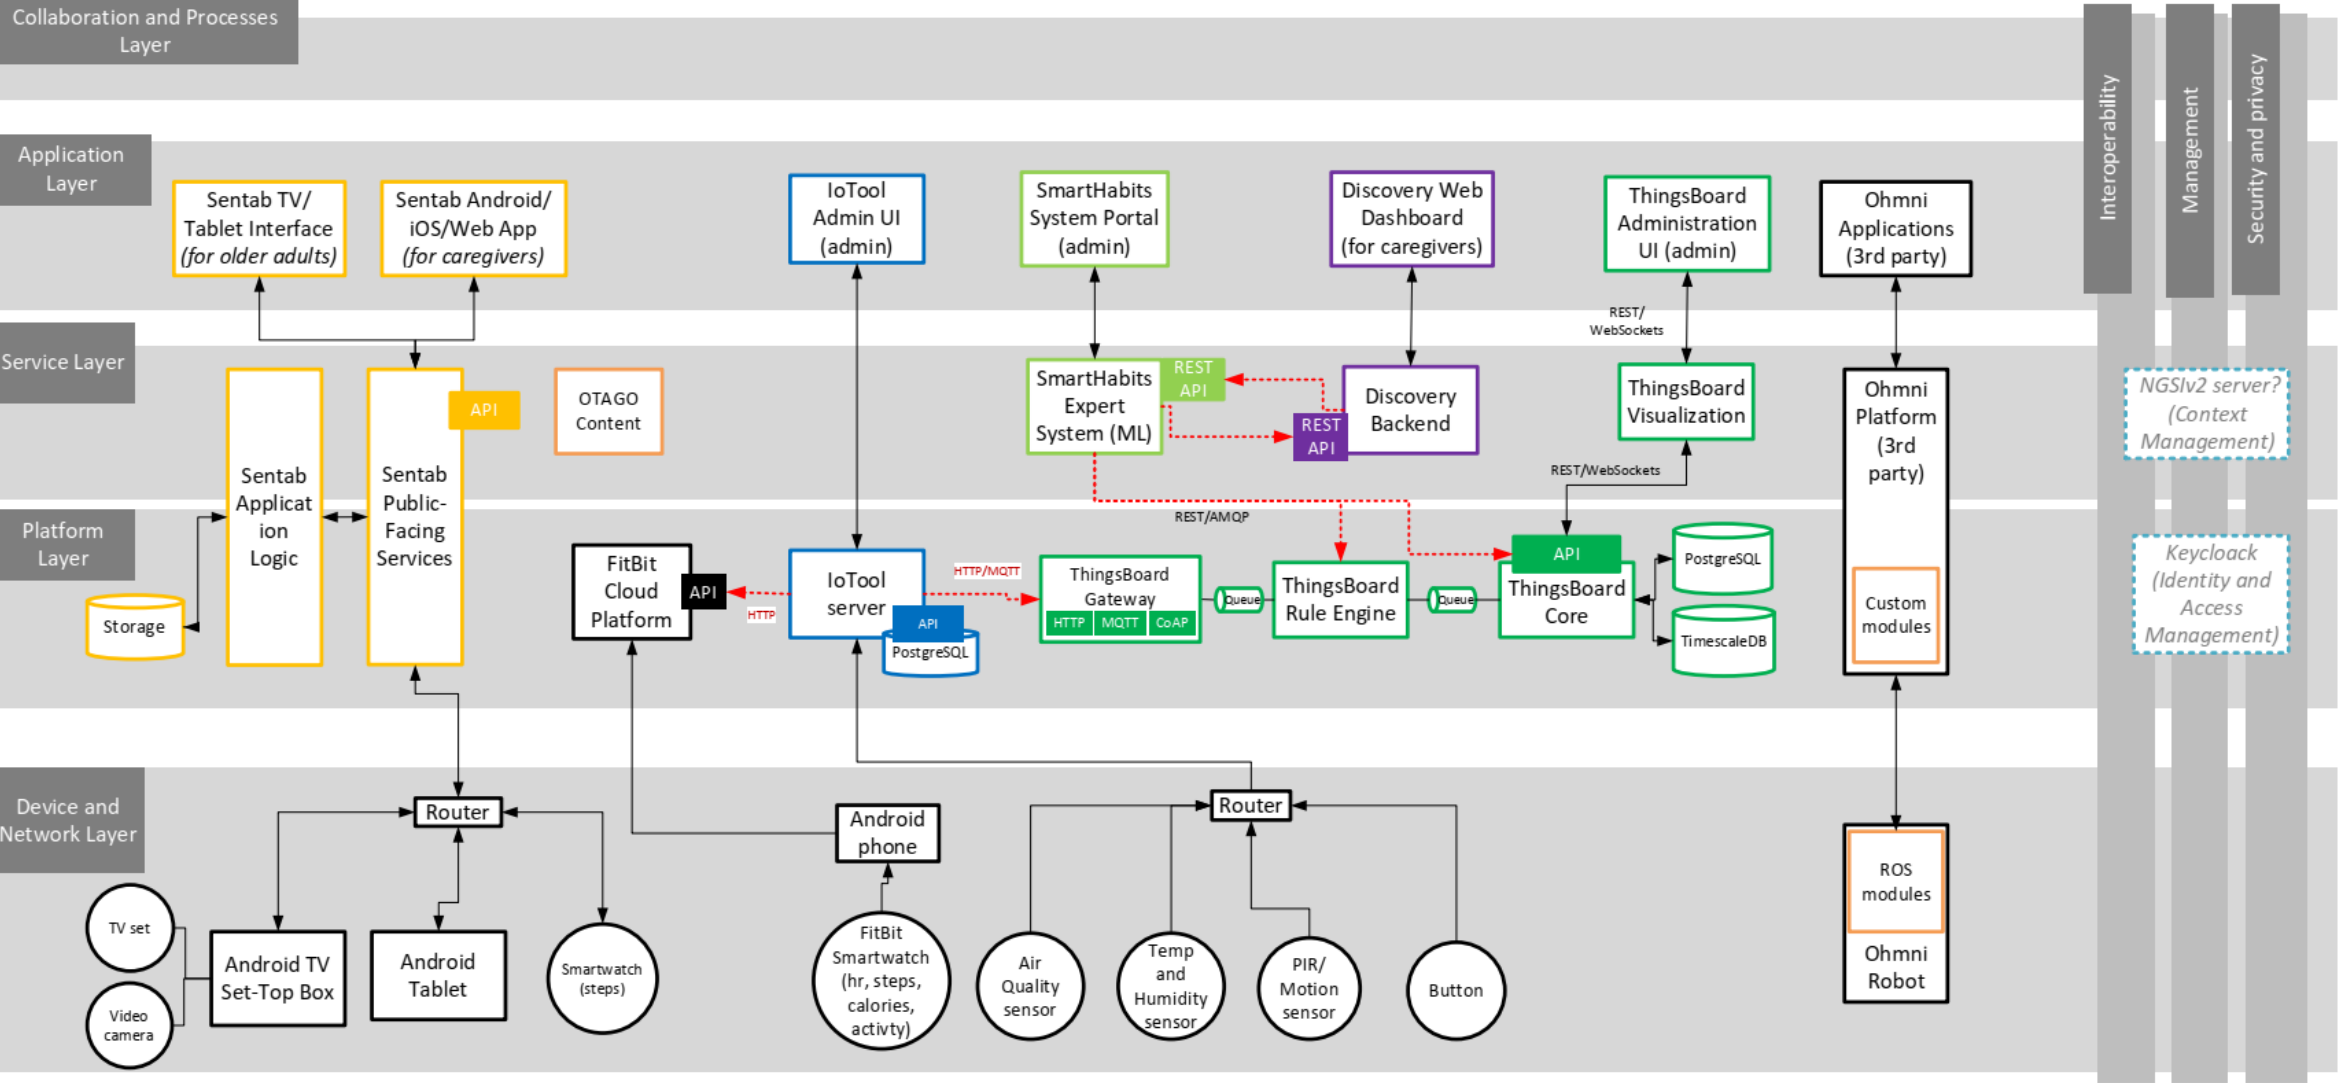 Collaboration and Processes
Layer
Interoperability
Management
Security and privacy
Application
Layer
Sentab TV/
Tablet Interface
(for older adults)
Sentab Android/
iOS/Web App
(for caregivers)
IoTool
Admin UI
(admin)
SmartHabits
System Portal
(admin)
Discovery Web
Dashboard
(for caregivers)
ThingsBoard
Administration
UI (admin)
Ohmni
Applications
(3rd party)
REST/
WebSockets
Service Layer
Sentab
Applicat
ion
Logic
Sentab
Public-
Facing
Services
API
OTAGO
Content
SmartHabits
Expert
System (ML)
REST
API
REST
API
Discovery
Backend
ThingsBoard
Visualization
Ohmni
Platform
(3rd
party)
NGSIv2 server?
(Context
Management)
REST/WebSockets
REST/AMQP
Platform
Layer
Storage
FitBit
Cloud
Platform
API
HTTP
IoTool
server
API
PostgreSQL
HTTP/MQTT
ThingsBoard
Gateway
HTTP
MQTT
CoAP
Queue
ThingsBoard
Rule Engine
Queue
API
ThingsBoard
Core
PostgreSQL
TimescaleDB
Custom
modules
Keycloack
(Identity and
Access
Management)
Device and
Network Layer
Router
Android
phone
Router
TV set
Video
camera
Android TV
Set-Top Box
Android
Tablet
Smartwatch
(steps)
FitBit
Smartwatch
(hr, steps,
calories,
activty)
Air
Quality
sensor
Temp
and
Humidity
sensor
PIR/
Motion
sensor
Button
ROS
modules
Ohmni
Robot